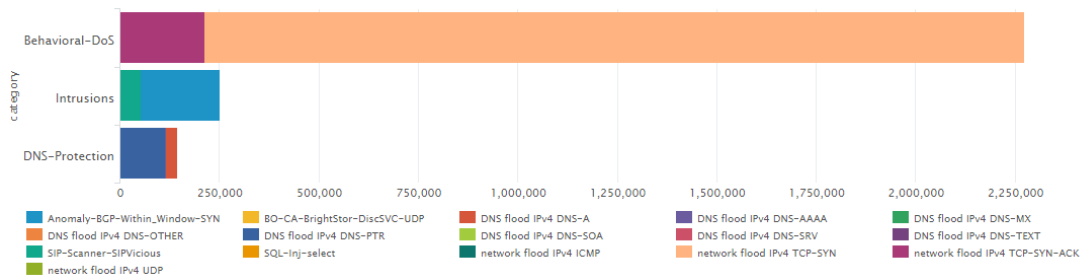 Behavioral-DoS
Intrusions
DNS-Protection
category
0 250,000 500,000 750,000 1,000,000 1,250,000 1,500,000 1,750,000 2,000,000 2,250,000
Anomaly-BGP-Within_Window-SYN BO-CA-BrightStor-DiscSVC-UDP DNS flood IPv4 DNS-A DNS flood IPv4 DNS-AAAA DNS flood IPv4 DNS-MX
DNS flood IPv4 DNS-OTHER DNS flood IPv4 DNS-PTR DNS flood IPv4 DNS-SOA DNS flood IPv4 DNS-SRV DNS flood IPv4 DNS-TEXT
SIP-Scanner-SIPVicious SQL-Inj-select network flood IPv4 ICMP network flood IPv4 TCP-SYN network flood IPv4 TCP-SYN-ACK
network flood IPv4 UDP